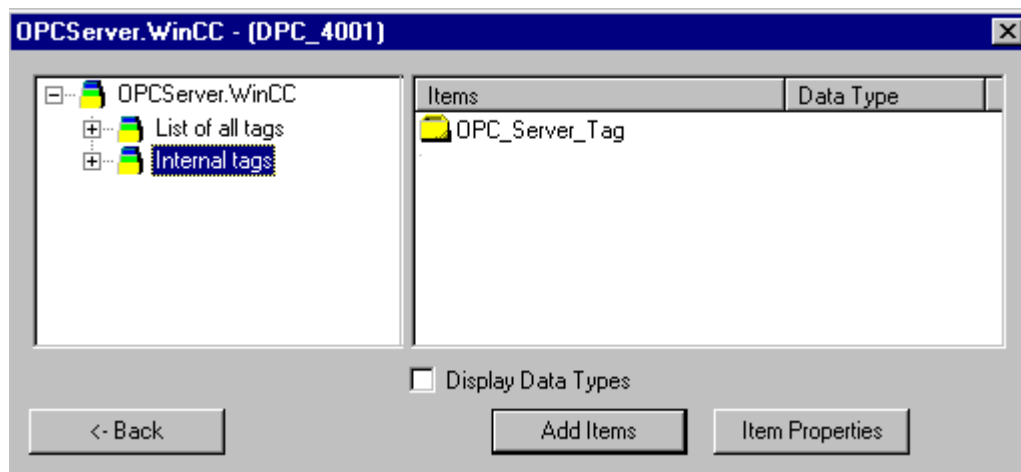 OPCServer.WinCC - (DPC_4001)
OPCServer.WinCC
List of all tags
Internal tags
Items Data Type
OPC_Server_Tag
Display Data Types
<- Back Add Items Item Properties